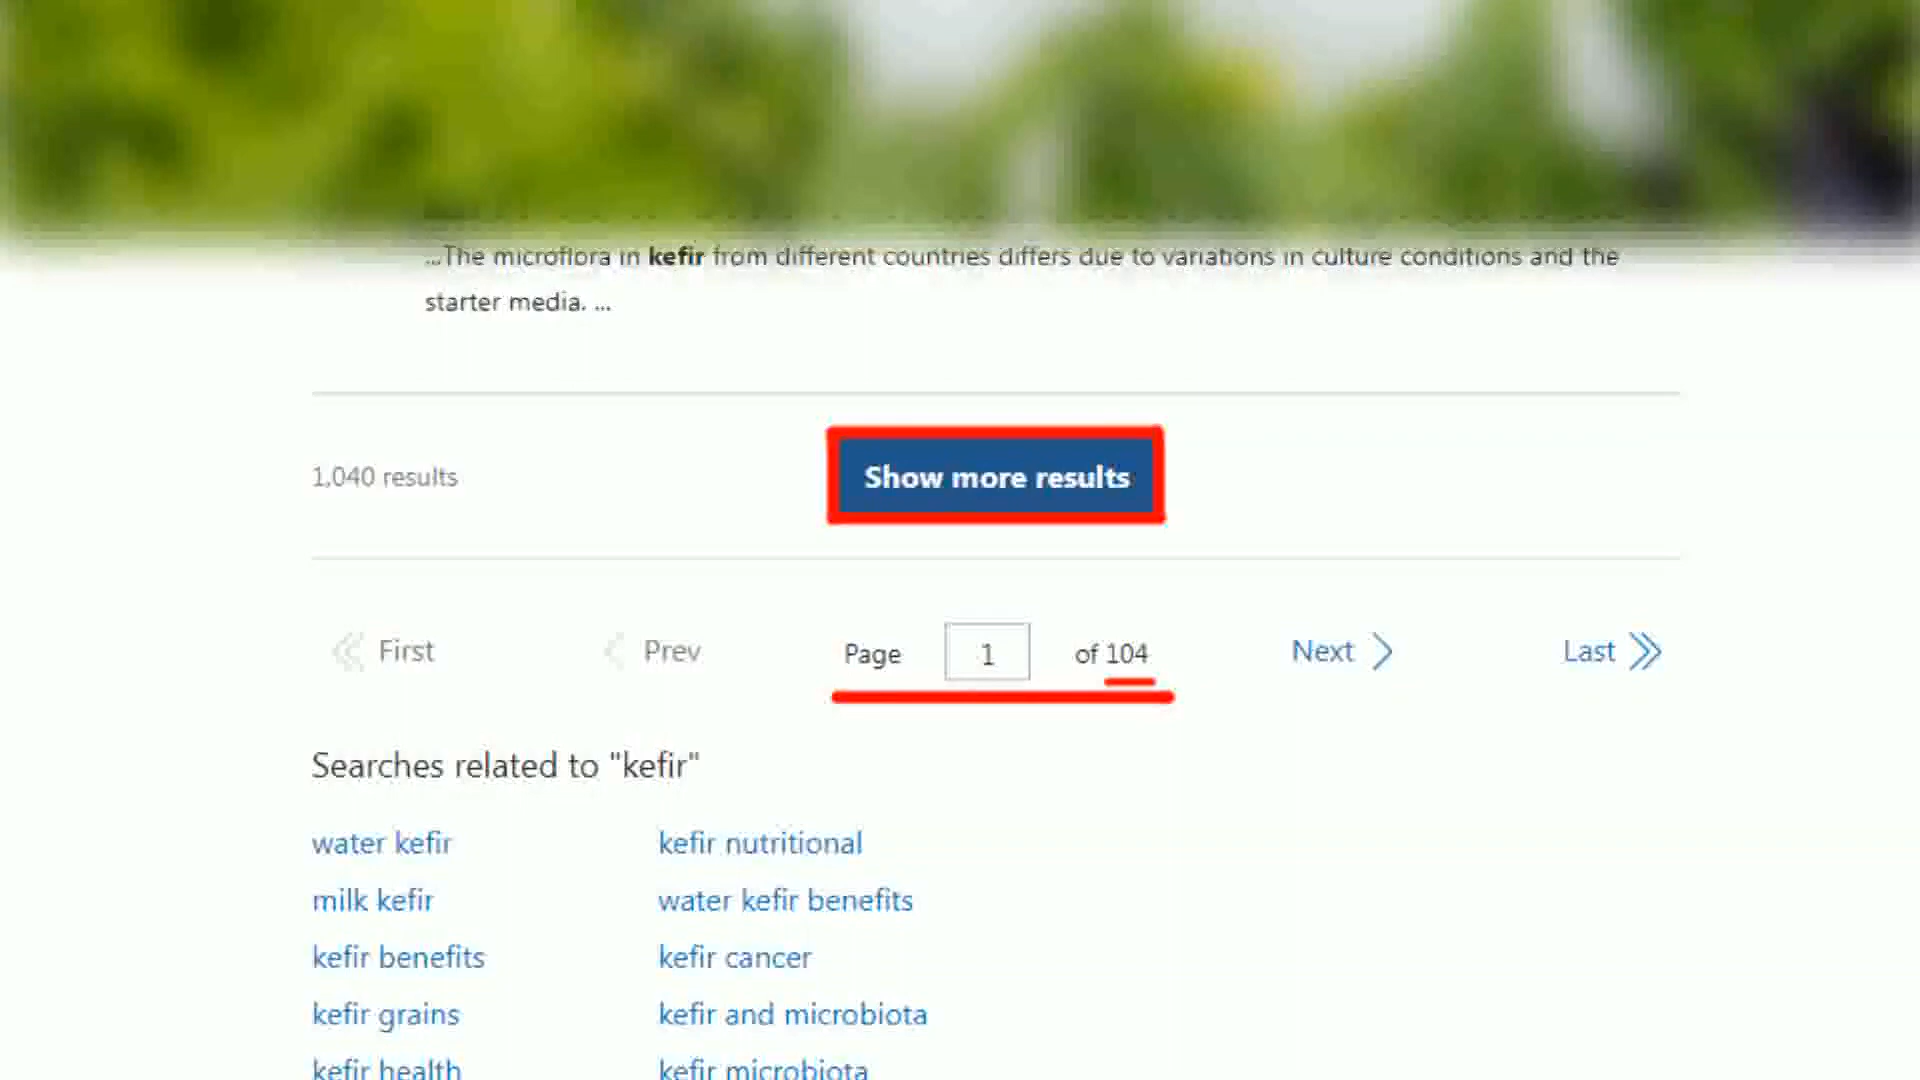 ...The microflora in kefir from different countries differs due to variations in culture conditions and the
starter media. ...
1,040 results
Show more results
First
Prev
Page 1 of 104
Next
Last
Searches related to "kefir"
water kefir
kefir nutritional
milk kefir
water kefir benefits
kefir benefits
kefir cancer
kefir grains
kefir and microbiota
kefir health
kefir microbiota